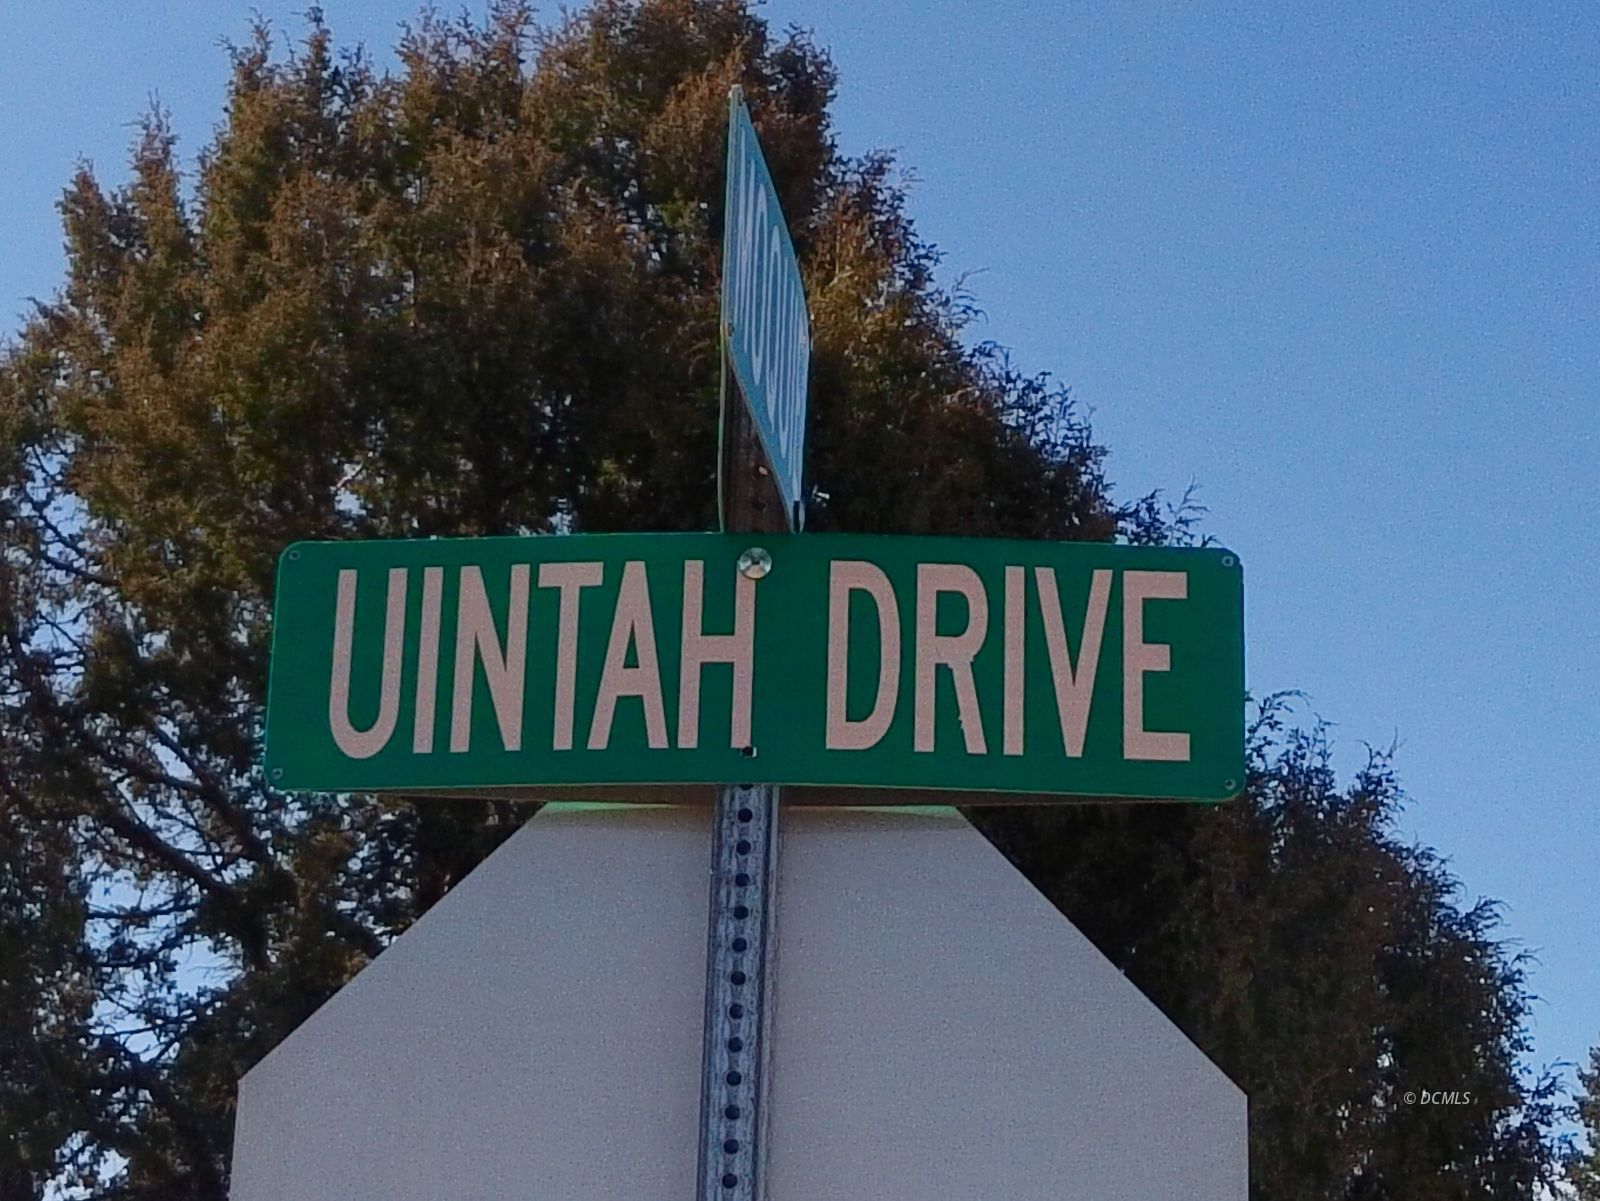 UINTAH DRIVE
© DCMLS